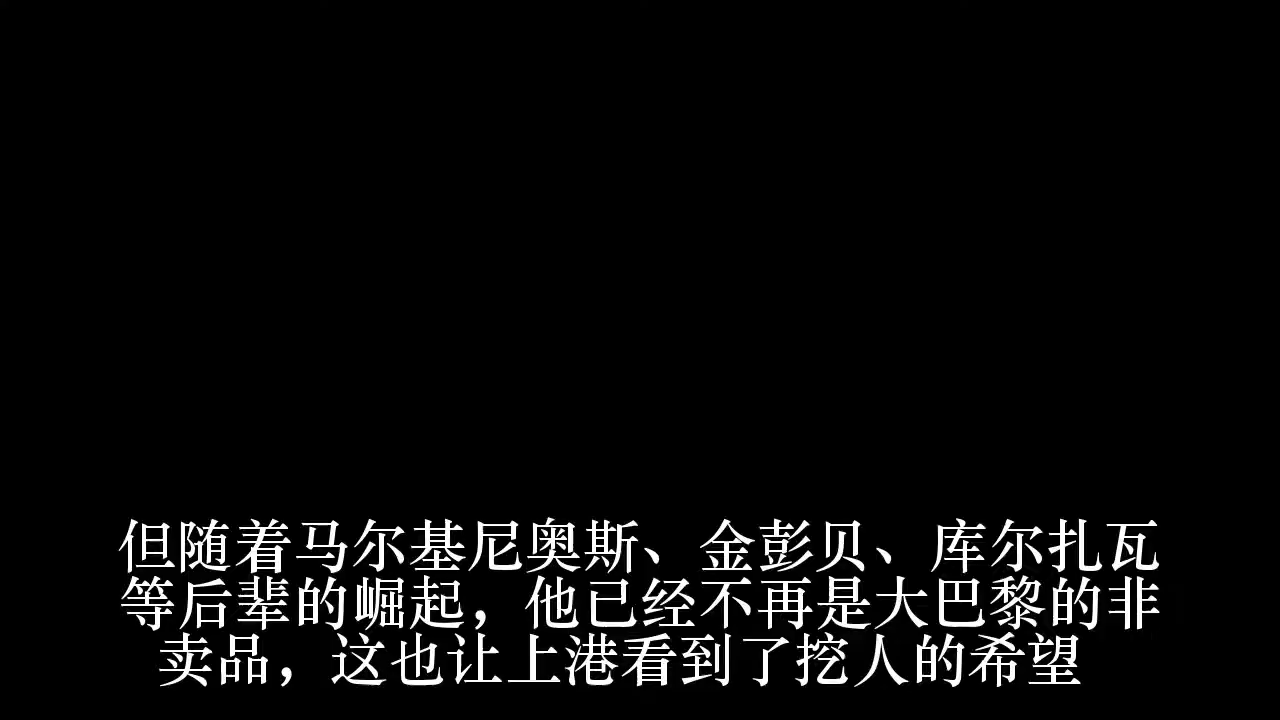 但随着马尔基尼奥斯、金彭贝、库尔扎瓦
等后辈的崛起，他已经不再是大巴黎的非
卖品，这也让上港看到了挖人的希望